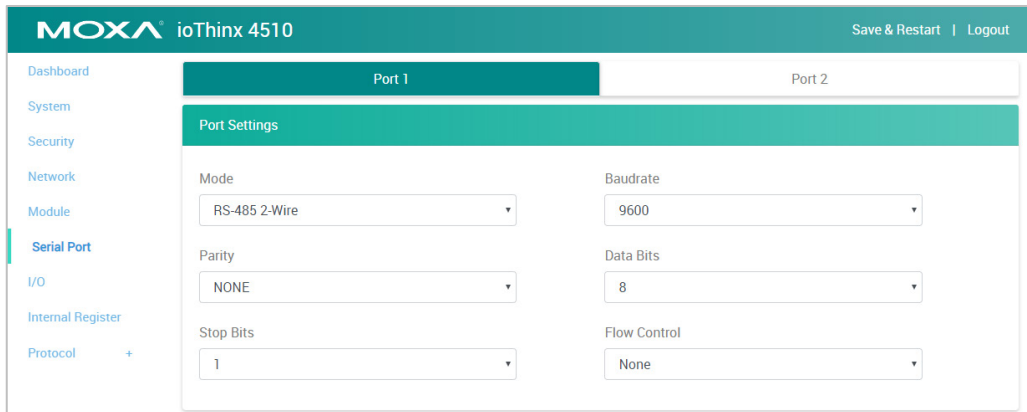 MOXA® ioThinx 4510
Save & Restart | Logout
Dashboard
System
Security
Network
Module
Serial Port
I/O
Internal Register
Protocol +
Port 1
Port 2
Port Settings
Mode
RS-485 2-Wire
Baudrate
9600
Parity
NONE
Data Bits
8
Stop Bits
1
Flow Control
None